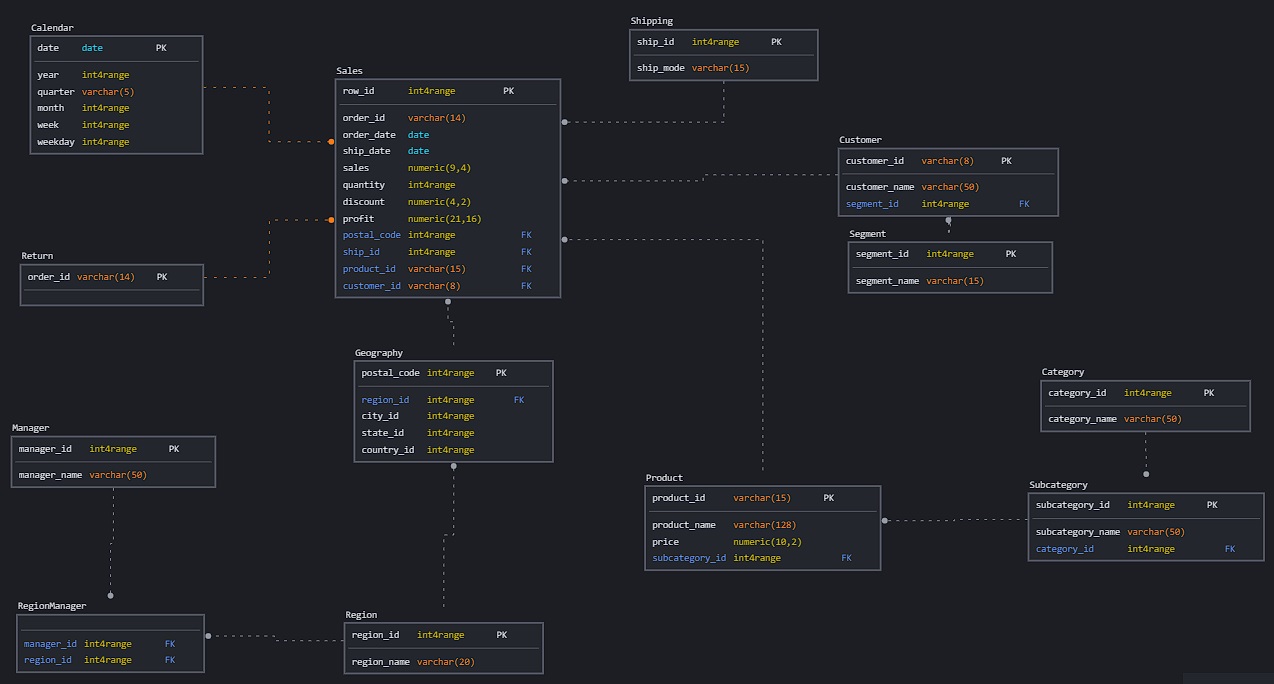 Calendar
date date PK
year int4range
quarter varchar(5)
month int4range
week int4range
weekday int4range
Return
order_id varchar(14) PK
Sales
row_id int4range PK
order_id varchar(14)
order_date date
ship_date date
sales numeric(9,4)
quantity int4range
discount numeric(4,2)
profit numeric(21,16)
postal_code int4range FK
ship_id int4range FK
product_id varchar(15) FK
customer_id varchar(8) FK
Shipping
ship_id int4range PK
ship_mode varchar(15)
Customer
customer_id varchar(8) PK
customer_name varchar(50)
segment_id int4range FK
Segment
segment_id int4range PK
segment_name varchar(15)
Geography
postal_code int4range PK
region_id int4range FK
city_id int4range
state_id int4range
country_id int4range
Manager
manager_id int4range PK
manager_name varchar(50)
RegionManager
manager_id int4range FK
region_id int4range FK
Region
region_id int4range PK
region_name varchar(20)
Product
product_id varchar(15) PK
product_name varchar(128)
price numeric(10,2)
subcategory_id int4range FK
Category
category_id int4range PK
category_name varchar(50)
Subcategory
subcategory_id int4range PK
subcategory_name varchar(50)
category_id int4range FK